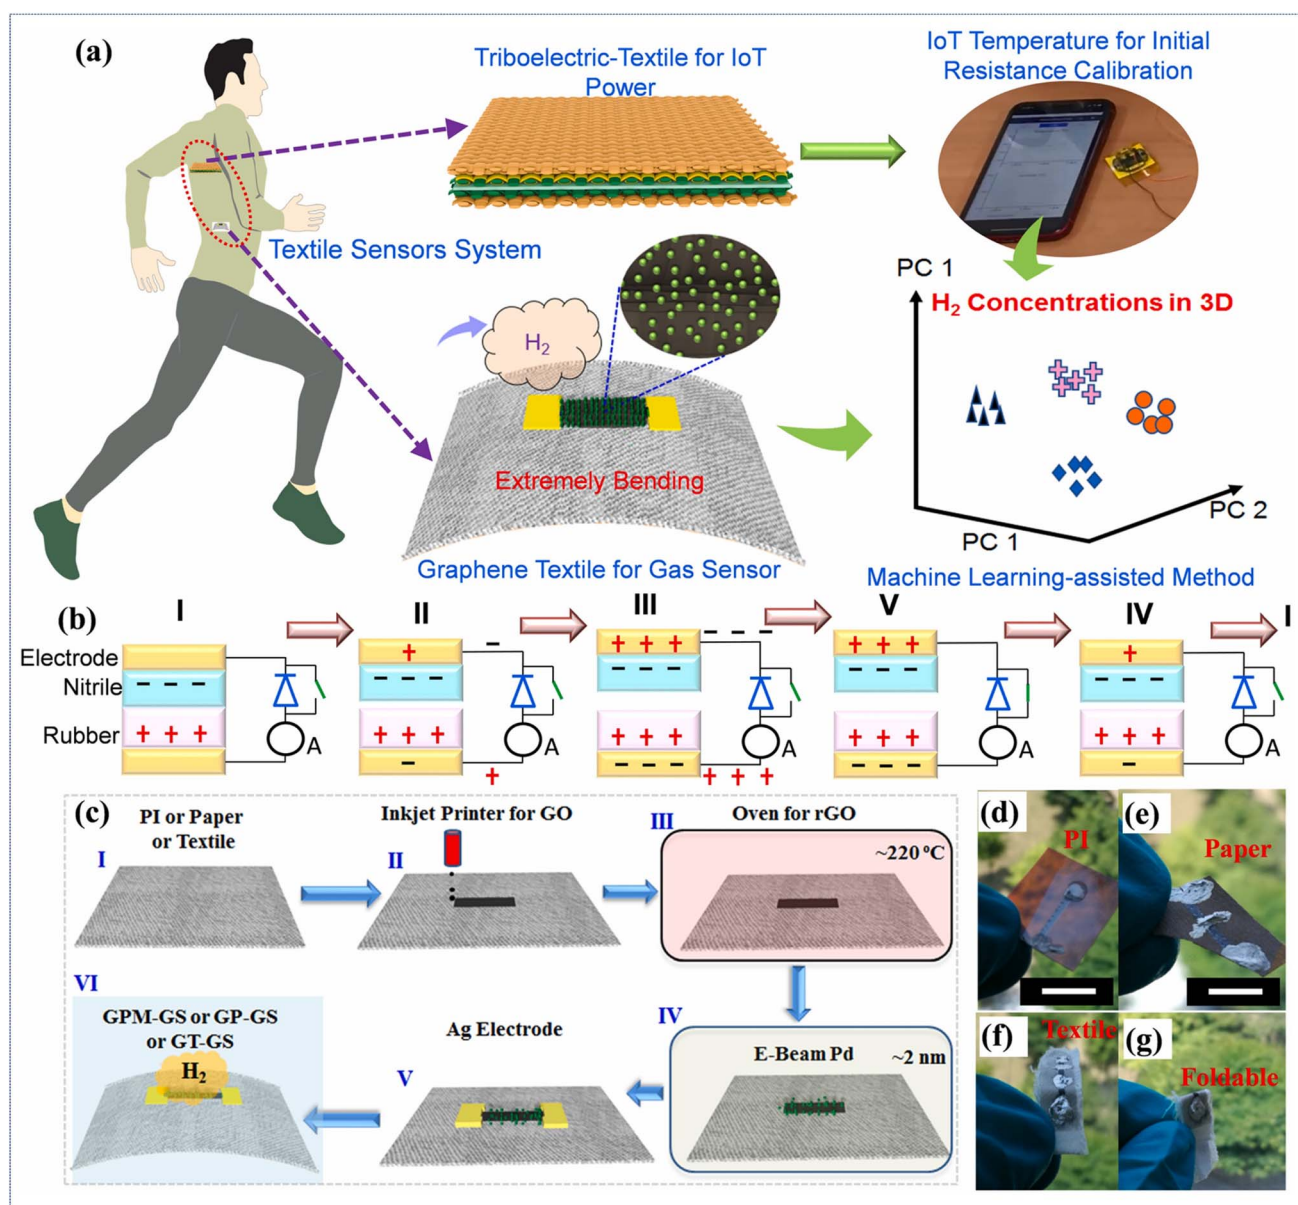 (a)
Triboelectric-Textile for IoT
Power
IoT Temperature for Initial
Resistance Calibration
Textile Sensors System
H2
Extremely Bending
Graphene Textile for Gas Sensor
PC 1
H2 Concentrations in 3D
PC 2
PC 1
Machine Learning-assisted Method
(b)
I
II
III
V
IV
I
Electrode
Nitrile
Rubber
+
−
− − −
+ + +
− − −
+ + +
+
− − −
− − −
− − −
− − −
+ + +
+ + +
+ + +
+ + +
+ + +
−
− − −
− − −
−
+
+ + +
A
A
A
A
A
(c)
PI or Paper
or Textile
I
Inkjet Printer for GO
II
Oven for rGO
III
~220 ºC
VI
GPM-GS or GP-GS
or GT-GS
H2
Ag Electrode
V
IV
E-Beam Pd
~2 nm
(d)
PI
(e)
Paper
(f)
Textile
(g)
Foldable